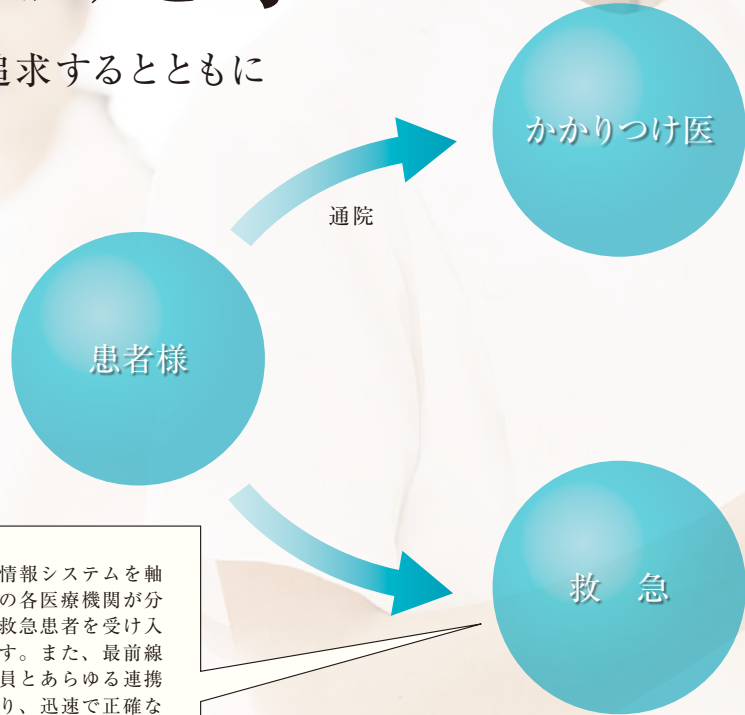 追求するとともに
かかりつけ医
通院
患者様
救　急
情報システムを軸
の各医療機関が分
救急患者を受け入
す。また、最前線
員とあらゆる連携
り、迅速で正確な